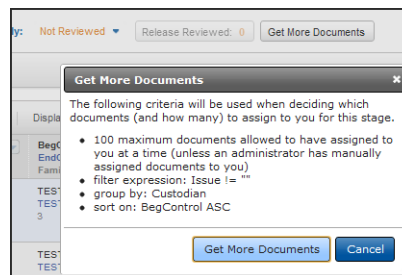 ly: Not Reviewed Release Reviewed: 0 Get More Documents
Get More Documents x
The following criteria will be used when deciding which
documents (and how many) to assign to you for this stage.
• 100 maximum documents allowed to have assigned to
you at a time (unless an administrator has manually
assigned documents to you)
• filter expression: Issue != ""
• group by: Custodian
• sort on: BegControl ASC
Get More Documents Cancel
Displa
BegC
EndC
Fami
TEST
TEST
3
TEST
TEST